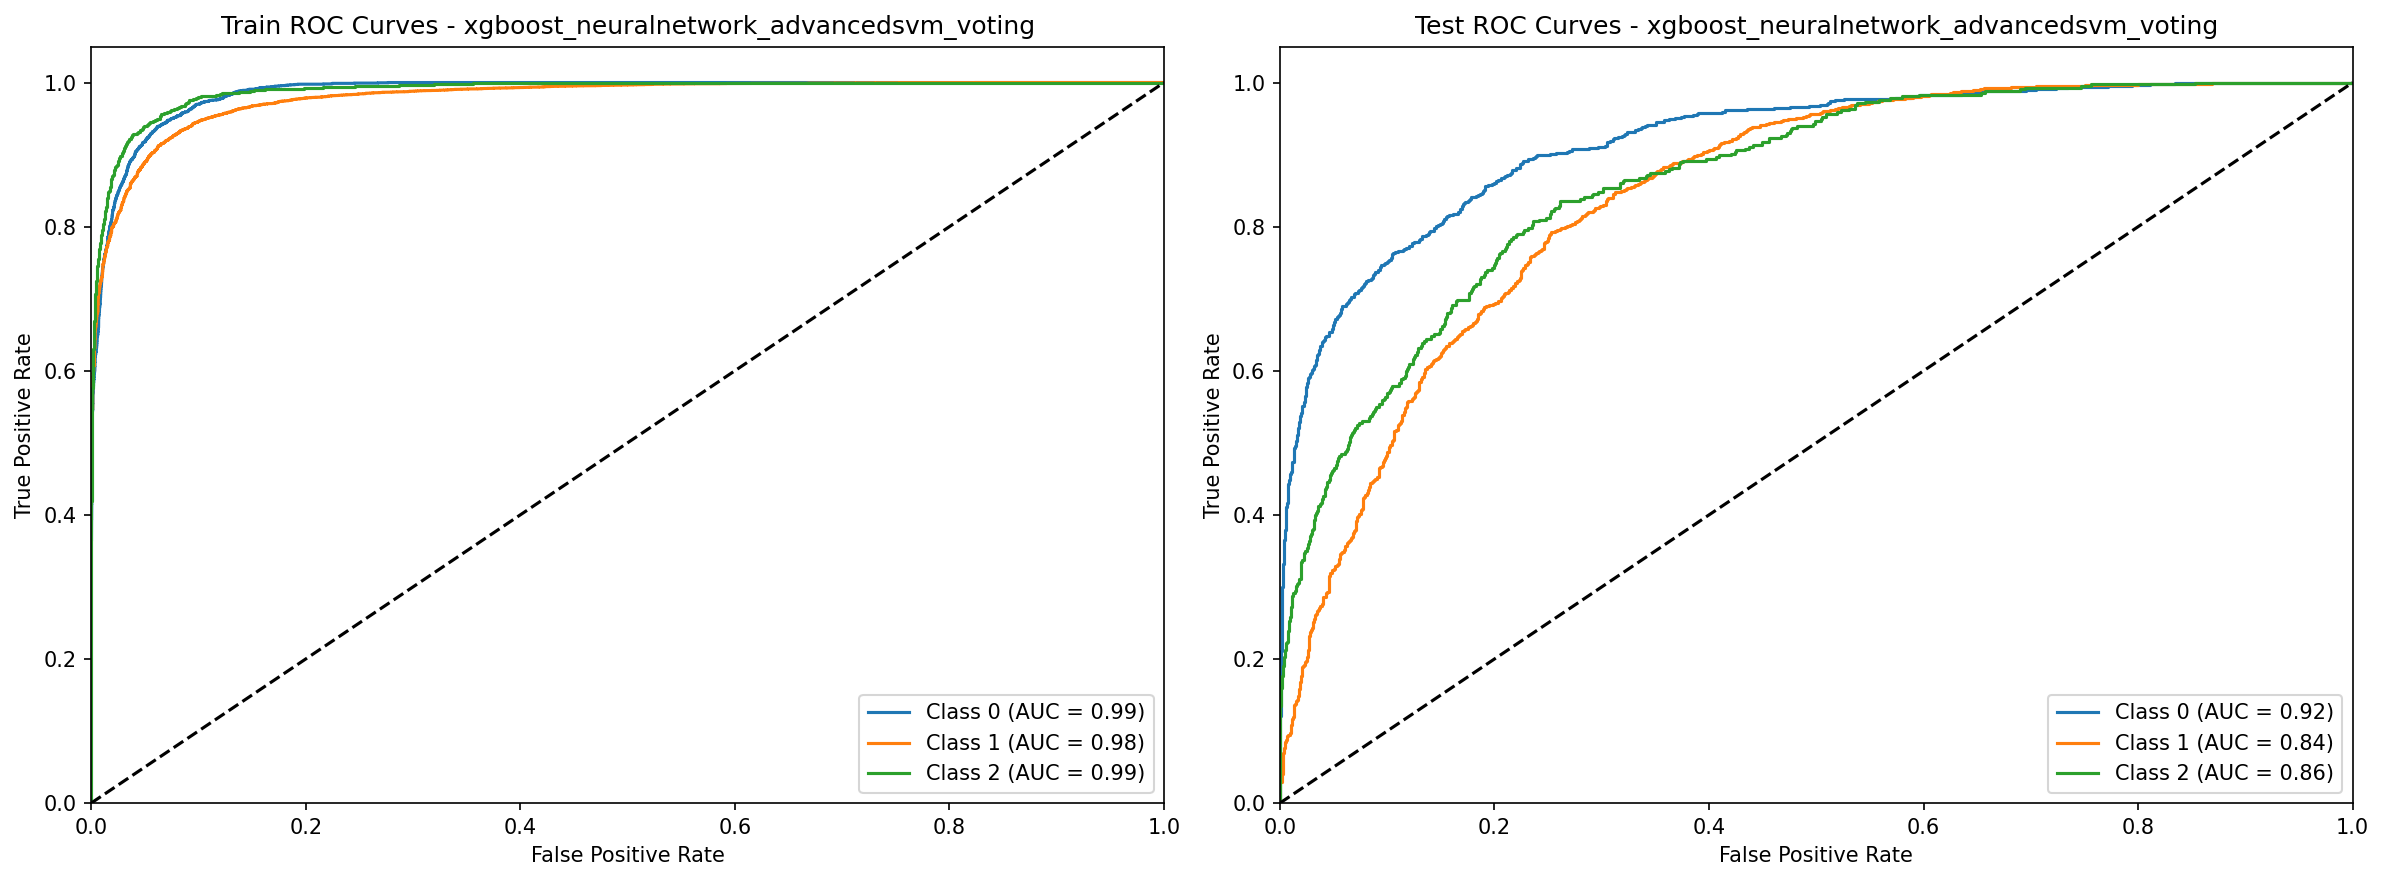 Train ROC Curves - xgboost_neuralnetwork_advancedsvm_voting
True Positive Rate
1.0
0.8
0.6
0.4
0.2
0.0
0.0 0.2 0.4 0.6 0.8 1.0
False Positive Rate
Class 0 (AUC = 0.99)
Class 1 (AUC = 0.98)
Class 2 (AUC = 0.99)
Test ROC Curves - xgboost_neuralnetwork_advancedsvm_voting
True Positive Rate
1.0
0.8
0.6
0.4
0.2
0.0
0.0 0.2 0.4 0.6 0.8 1.0
False Positive Rate
Class 0 (AUC = 0.92)
Class 1 (AUC = 0.84)
Class 2 (AUC = 0.86)